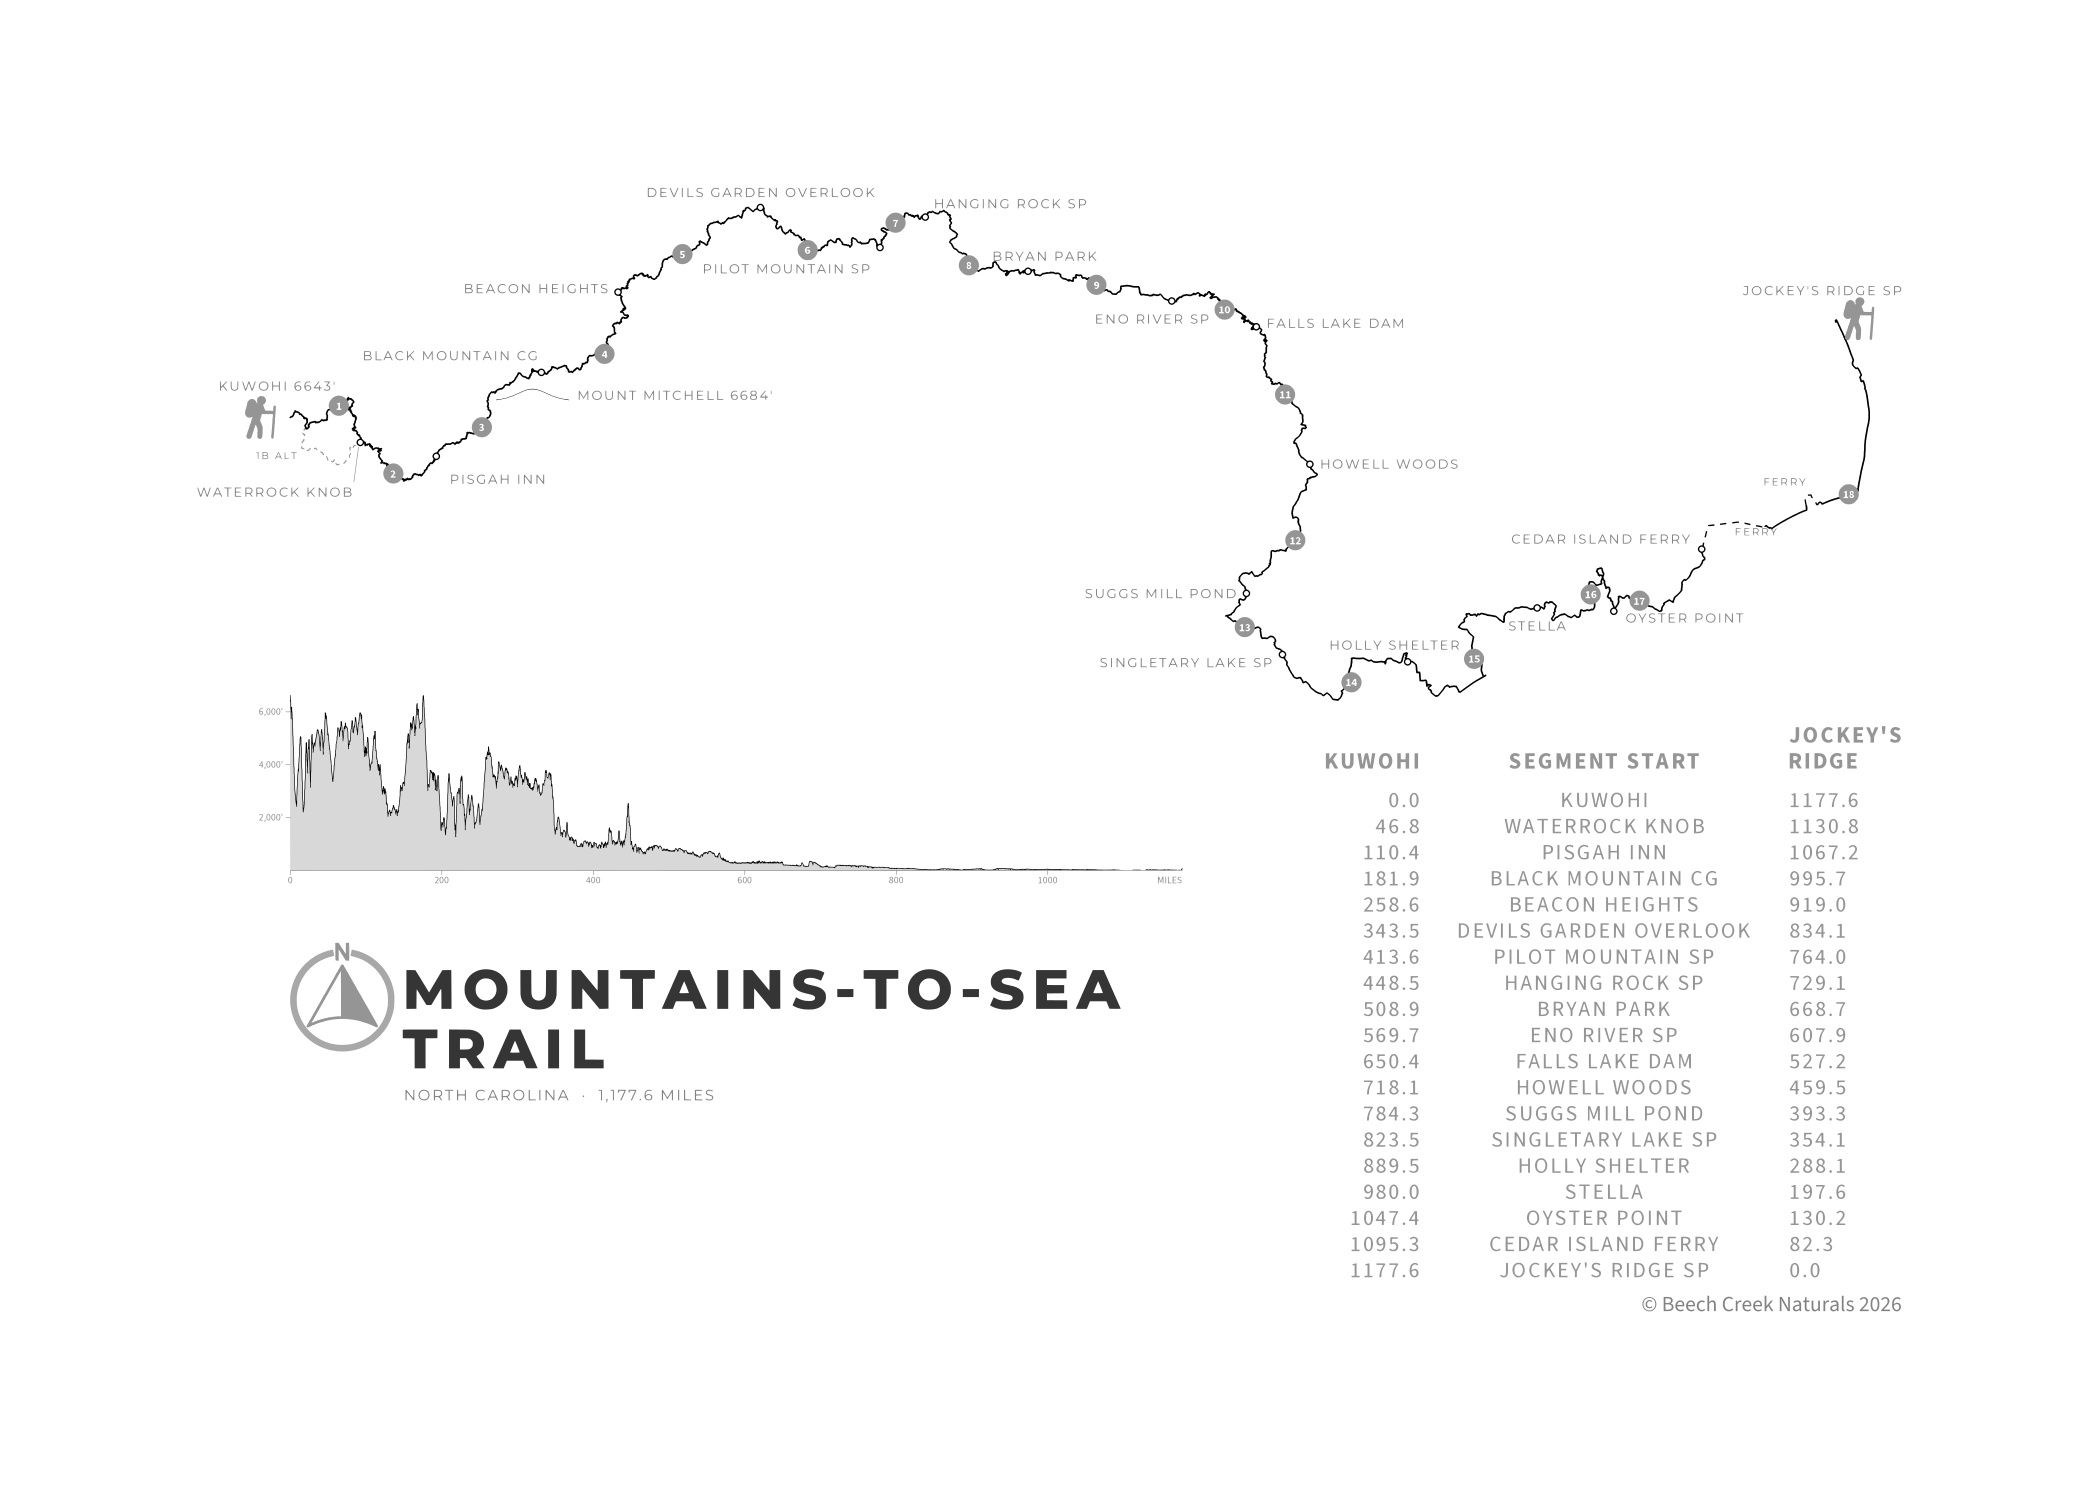 DEVILS GARDEN OVERLOOK
HANGING ROCK SP
7
5
6
PILOT MOUNTAIN SP
8
BRYAN PARK
BEACON HEIGHTS
9
10
ENO RIVER SP
FALLS LAKE DAM
JOCKEY'S RIDGE SP
BLACK MOUNTAIN CG
4
KUWOHI 6643'
1
MOUNT MITCHELL 6684'
11
3
1B ALT
2
PISGAH INN
WATERROCK KNOB
HOWELL WOODS
FERRY
18
FERRY
12
CEDAR ISLAND FERRY
SUGGS MILL POND
16
17
OYSTER POINT
13
STELLA
HOLLY SHELTER
SINGLETARY LAKE SP
15
14
6,000'
4,000'
2,000'
0 200 400 600 800 1000 MILES
N
MOUNTAINS-TO-SEA
TRAIL
NORTH CAROLINA · 1,177.6 MILES
JOCKEY'S
KUWOHI SEGMENT START RIDGE
0.0 KUWOHI 1177.6
46.8 WATERROCK KNOB 1130.8
110.4 PISGAH INN 1067.2
181.9 BLACK MOUNTAIN CG 995.7
258.6 BEACON HEIGHTS 919.0
343.5 DEVILS GARDEN OVERLOOK 834.1
413.6 PILOT MOUNTAIN SP 764.0
448.5 HANGING ROCK SP 729.1
508.9 BRYAN PARK 668.7
569.7 ENO RIVER SP 607.9
650.4 FALLS LAKE DAM 527.2
718.1 HOWELL WOODS 459.5
784.3 SUGGS MILL POND 393.3
823.5 SINGLETARY LAKE SP 354.1
889.5 HOLLY SHELTER 288.1
980.0 STELLA 197.6
1047.4 OYSTER POINT 130.2
1095.3 CEDAR ISLAND FERRY 82.3
1177.6 JOCKEY'S RIDGE SP 0.0
© Beech Creek Naturals 2026